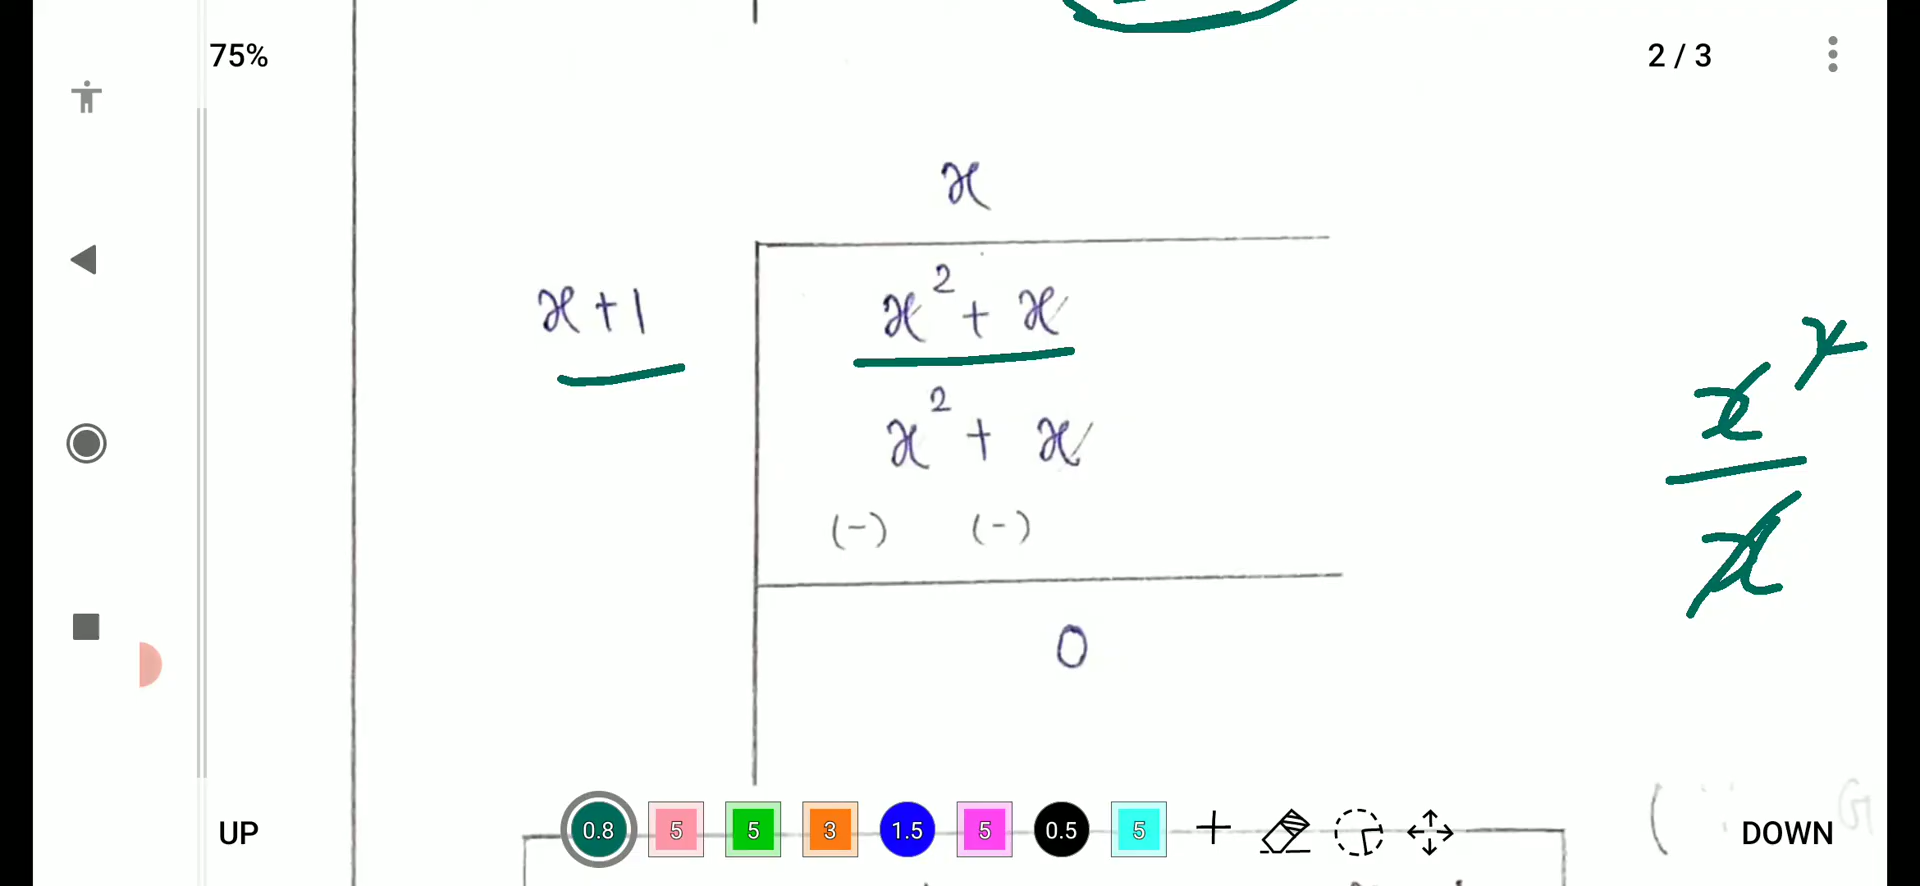 75%
2 / 3
x
x + 1
x² + x
x² + x
(-) (-)
0
x²
x
UP
0.8 5 5 3 1.5 5 0.5 5
DOWN